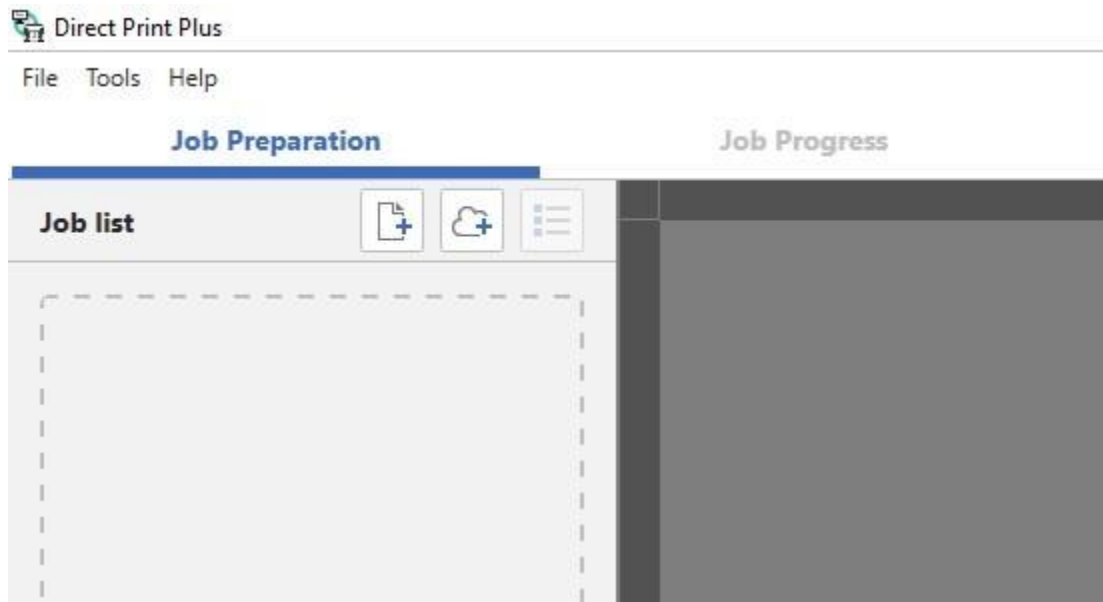 Direct Print Plus
File Tools Help
Job Preparation Job Progress
Job list